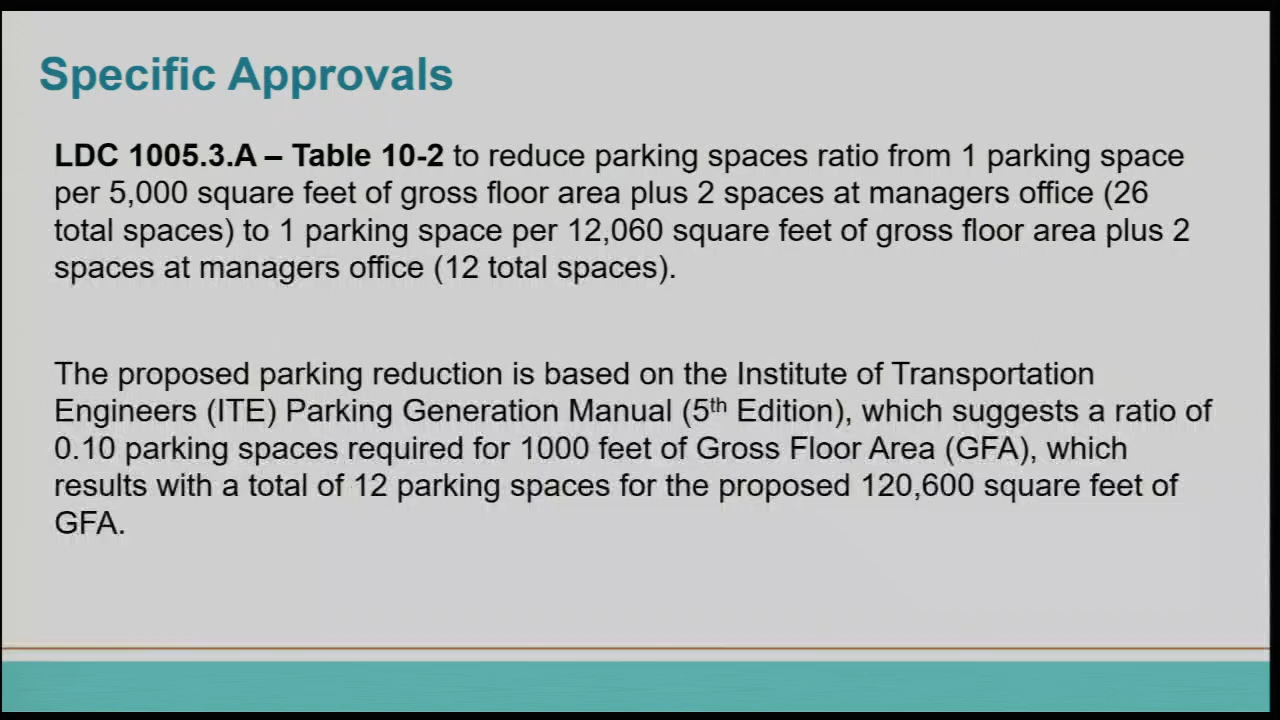 Specific Approvals
LDC 1005.3.A – Table 10-2 to reduce parking spaces ratio from 1 parking space
per 5,000 square feet of gross floor area plus 2 spaces at managers office (26
total spaces) to 1 parking space per 12,060 square feet of gross floor area plus 2
spaces at managers office (12 total spaces).
The proposed parking reduction is based on the Institute of Transportation
Engineers (ITE) Parking Generation Manual (5th Edition), which suggests a ratio of
0.10 parking spaces required for 1000 feet of Gross Floor Area (GFA), which
results with a total of 12 parking spaces for the proposed 120,600 square feet of
GFA.